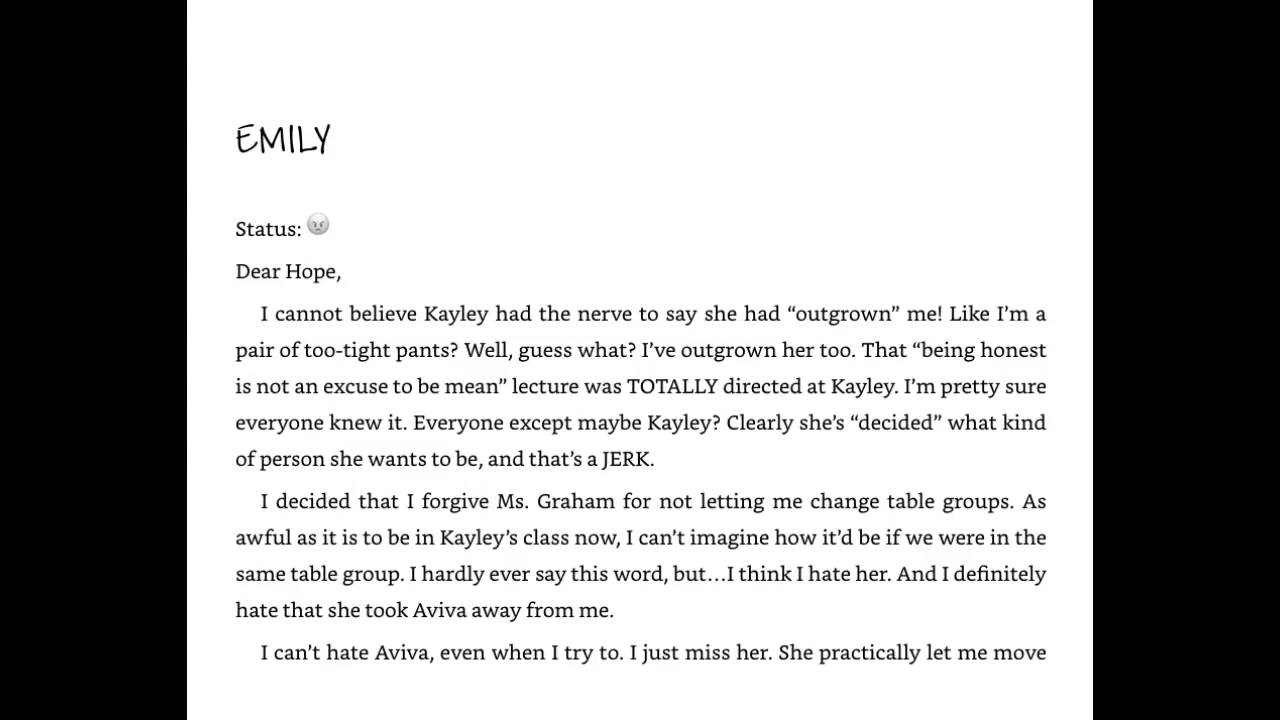 EMILY
Status: 😠
Dear Hope,
I cannot believe Kayley had the nerve to say she had “outgrown” me! Like I’m a
pair of too-tight pants? Well, guess what? I’ve outgrown her too. That “being honest
is not an excuse to be mean” lecture was TOTALLY directed at Kayley. I’m pretty sure
everyone knew it. Everyone except maybe Kayley? Clearly she’s “decided” what kind
of person she wants to be, and that’s a JERK.
I decided that I forgive Ms. Graham for not letting me change table groups. As
awful as it is to be in Kayley’s class now, I can’t imagine how it’d be if we were in the
same table group. I hardly ever say this word, but…I think I hate her. And I definitely
hate that she took Aviva away from me.
I can’t hate Aviva, even when I try to. I just miss her. She practically let me move